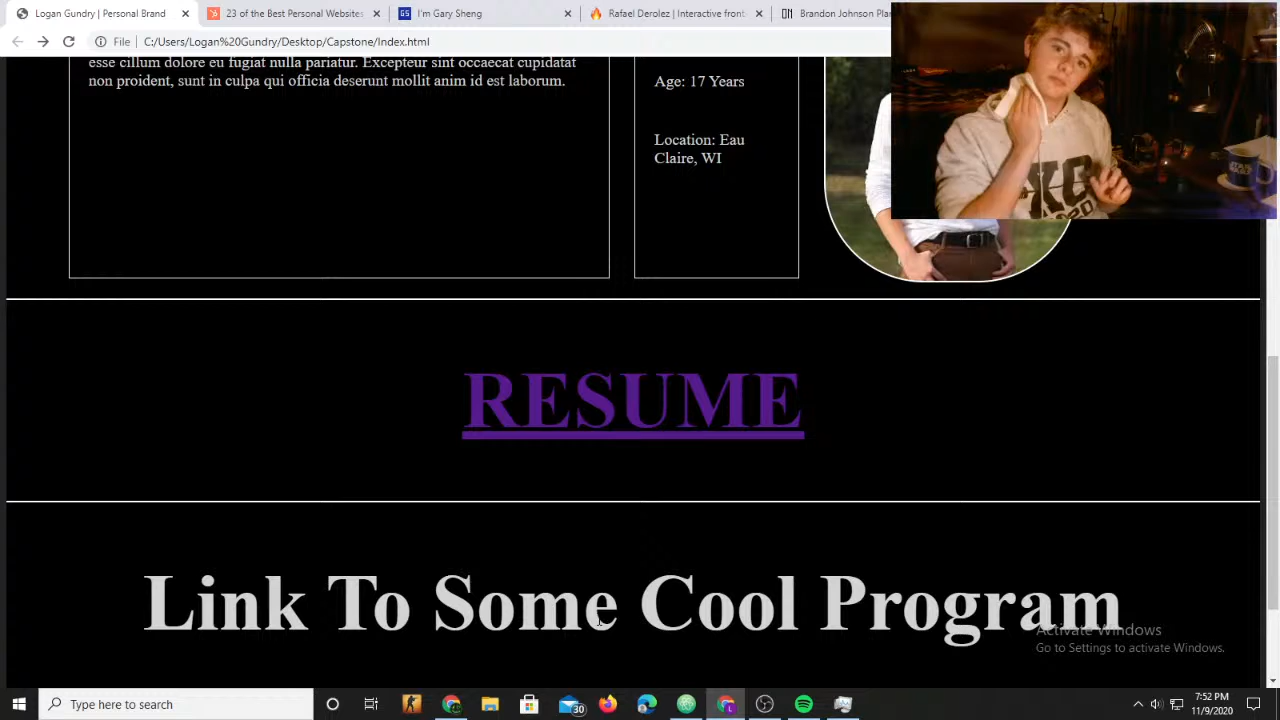 Logan Gundry | Personal Brand
23 of the Best Personal Websites
I'm Gary Sheng
Rafael Derolez | Interactive front
Brandon Johnson Pla
File
C:/Users/Logan%20Gundry/Desktop/Capstone/Index.html
esse cillum dolore eu fugiat nulla pariatur. Excepteur sint occaecat cupidatat
non proident, sunt in culpa qui officia deserunt mollit anim id est laborum.
Age: 17 Years
Location: Eau
Claire, WI
STAR
WARS
RESUME
Link To Some Cool Program
Activate Windows
Go to Settings to activate Windows.
Type here to search
30
7:52 PM
11/9/2020